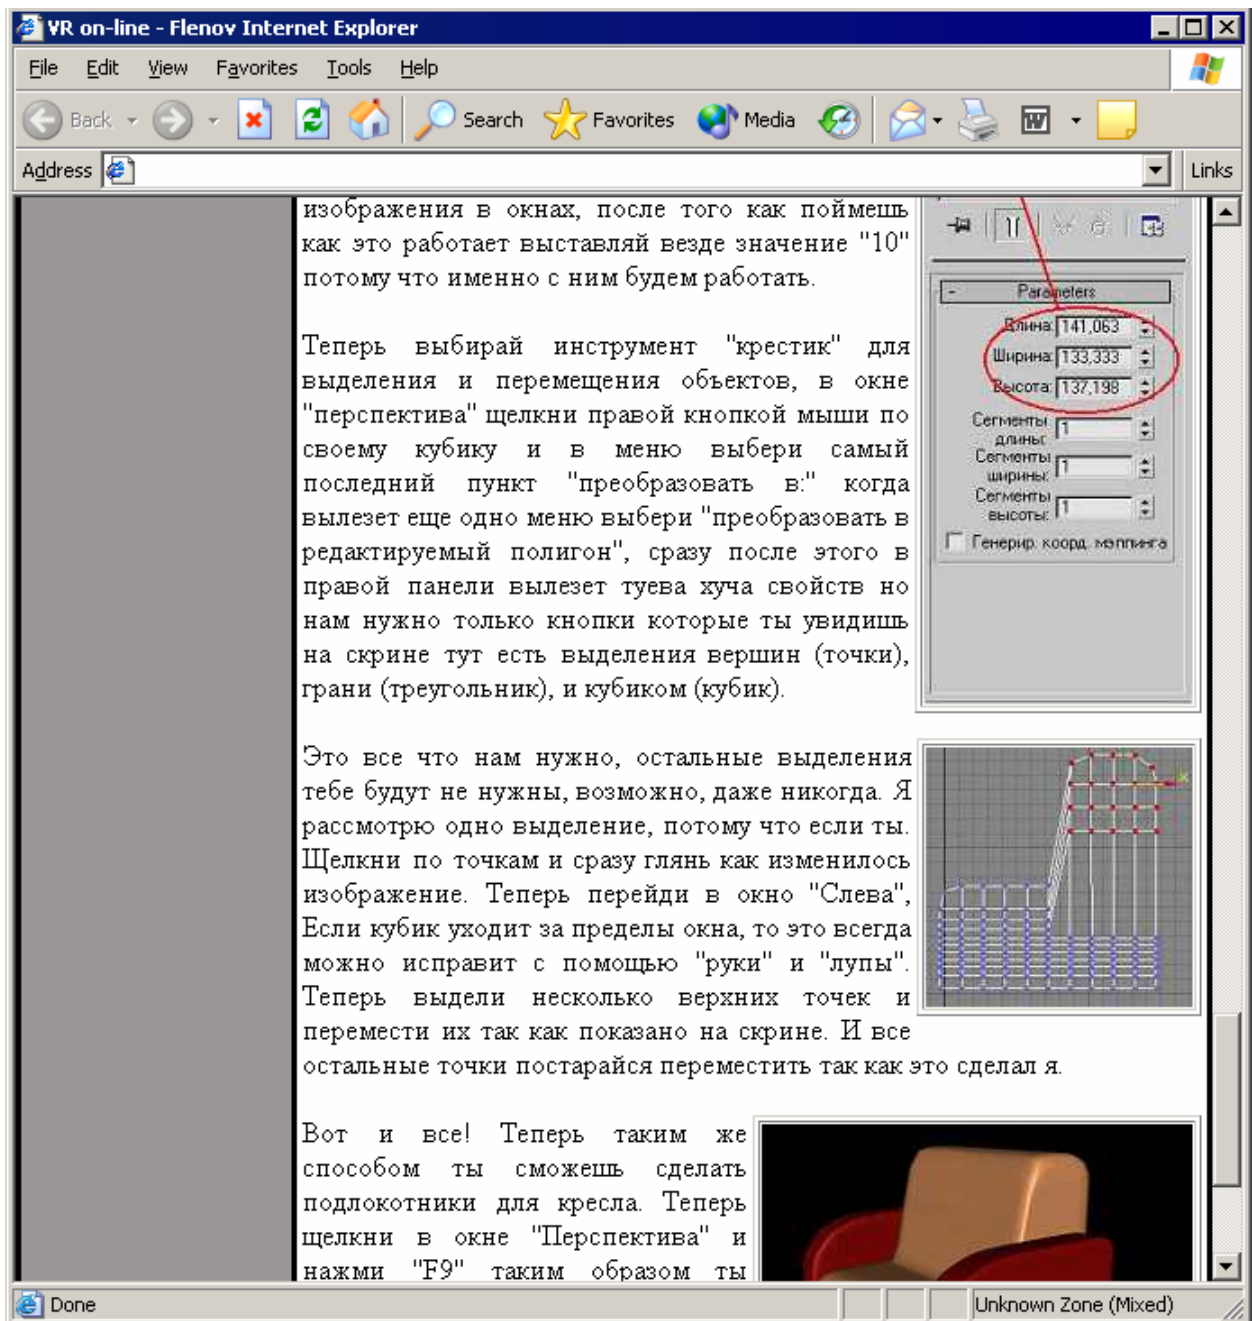 VR on-line - Flenov Internet Explorer
File Edit View Favorites Tools Help
Back Search Favorites Media
Address Links
изображения в окнах, после того как поймешь
как это работает выставляй везде значение "10"
потому что именно с ним будем работать.
Parameters
Длина: 141,063
Ширина: 133,333
Высота: 137,198
Сегменты
длины: 1
Сегменты
ширины: 1
Сегменты
высоты: 1
Генерир. коорд. мэппинга
Теперь выбирай инструмент "крестик" для
выделения и перемещения объектов, в окне
"перспектива" щелкни правой кнопкой мыши по
своему кубику и в меню выбери самый
последний пункт "преобразовать в:" когда
вылезет еще одно меню выбери "преобразовать в
редактируемый полигон", сразу после этого в
правой панели вылезет туева хуча свойств но
нам нужно только кнопки которые ты увидишь
на скрине тут есть выделения вершин (точки),
грани (треугольник), и кубиком (кубик).
Это все что нам нужно, остальные выделения
тебе будут не нужны, возможно, даже никогда. Я
рассмотрю одно выделение, потому что если ты.
Щелкни по точкам и сразу глянь как изменилось
изображение. Теперь перейди в окно "Слева",
Если кубик уходит за пределы окна, то это всегда
можно исправит с помощью "руки" и "лупы".
Теперь выдели несколько верхних точек и
перемести их так как показано на скрине. И все
остальные точки постарайся переместить так как это сделал я.
Вот и все! Теперь таким же
способом ты сможешь сделать
подлокотники для кресла. Теперь
щелкни в окне "Перспектива" и
нажми "F9" таким образом ты
Done Unknown Zone (Mixed)